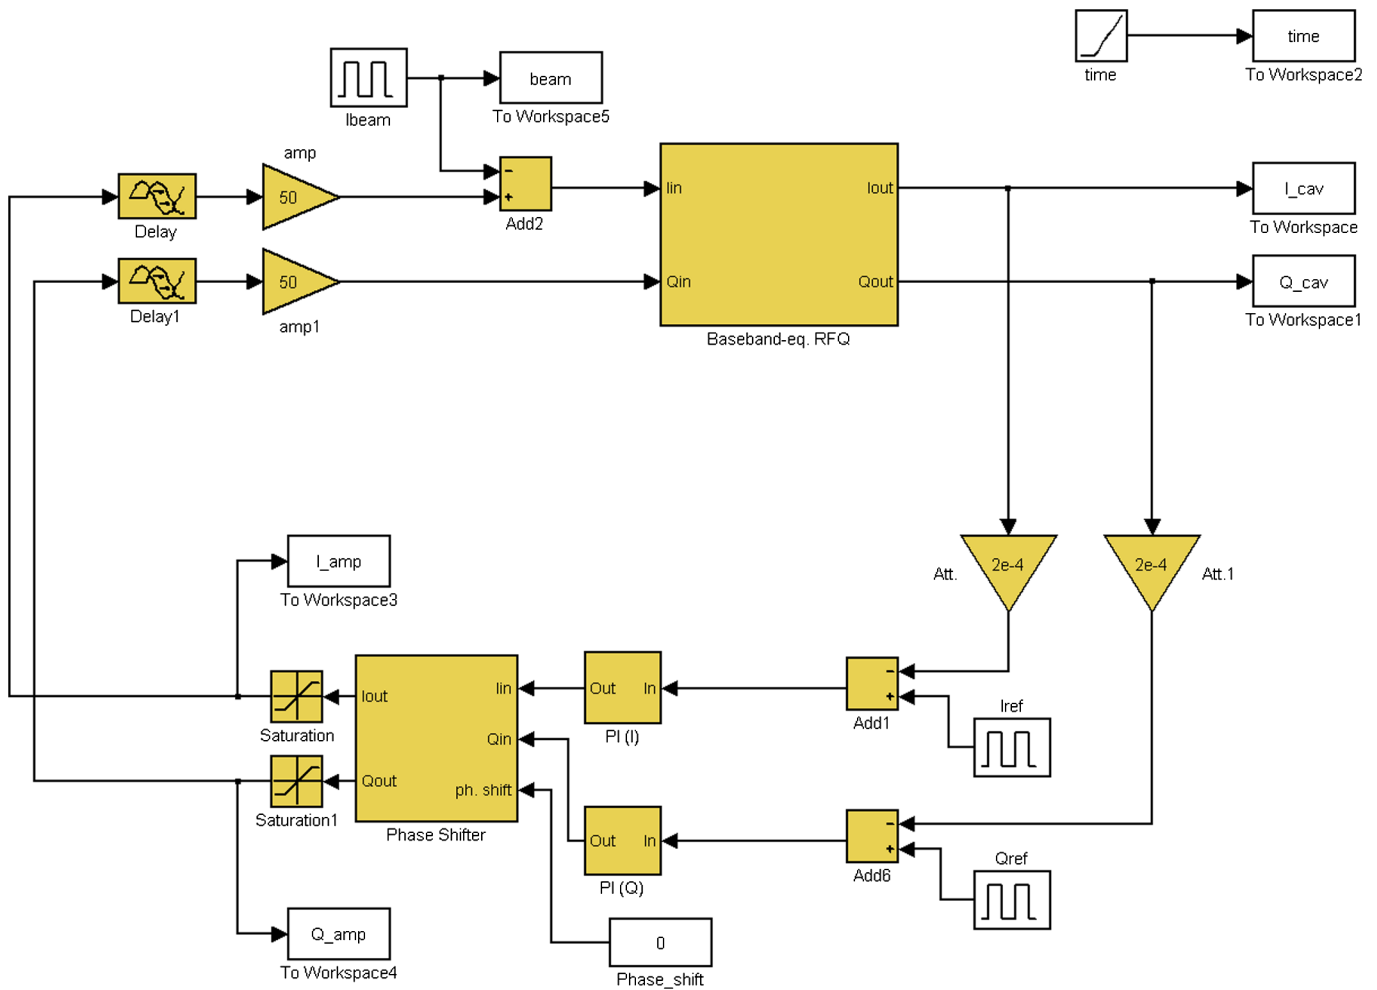 time
time
To Workspace2
Ibeam
beam
To Workspace5
amp
50
Delay
- 
+
Add2
Iin
Iout
Qin
Qout
Baseband-eq. RFQ
I_cav
To Workspace
50
Delay1
amp1
Q_cav
To Workspace1
I_amp
To Workspace3
Att.
2e-4
2e-4
Att.1
Saturation
Iout
Iin
Qin
Qout
ph. shift
Phase Shifter
Saturation1
Out
In
PI (I)
-
+
Add1
Iref
Out
In
PI (Q)
-
+
Add6
Qref
Q_amp
To Workspace4
0
Phase_shift